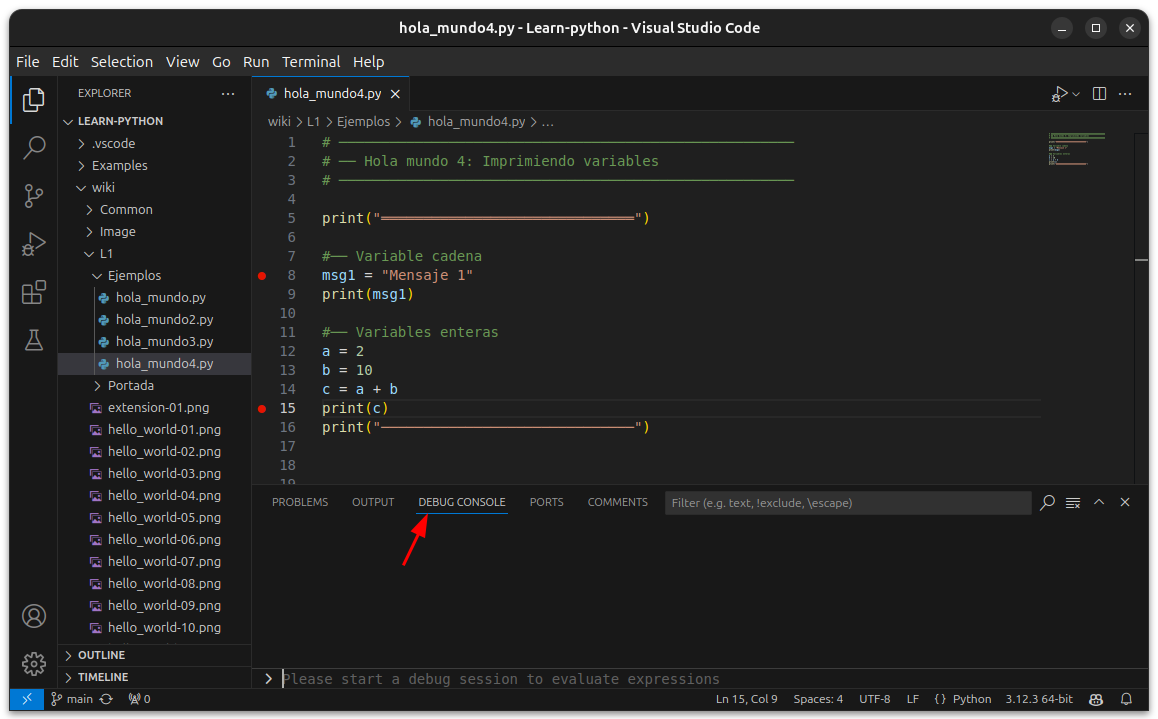 hola_mundo4.py - Learn-python - Visual Studio Code
File Edit Selection View Go Run Terminal Help
EXPLORER
LEARN-PYTHON
.vscode
Examples
wiki
Common
Image
L1
Ejemplos
hola_mundo.py
hola_mundo2.py
hola_mundo3.py
hola_mundo4.py
Portada
extension-01.png
hello_world-01.png
hello_world-02.png
hello_world-03.png
hello_world-04.png
hello_world-05.png
hello_world-06.png
hello_world-07.png
hello_world-08.png
hello_world-09.png
hello_world-10.png
OUTLINE
TIMELINE
hola_mundo4.py
wiki > L1 > Ejemplos > hola_mundo4.py > ...
1 # ──────────────────────────────────────────────────────
2 # ── Hola mundo 4: Imprimiendo variables
3 # ──────────────────────────────────────────────────────
4
5 print("══════════════════════════════")
6
7 #── Variable cadena
8 msg1 = "Mensaje 1"
9 print(msg1)
10
11 #── Variables enteras
12 a = 2
13 b = 10
14 c = a + b
15 print(c)
16 print("──────────────────────────────")
17
18
19
PROBLEMS OUTPUT DEBUG CONSOLE PORTS COMMENTS Filter (e.g. text, !exclude, \escape)
> Please start a debug session to evaluate expressions
main 0 Ln 15, Col 9 Spaces: 4 UTF-8 LF {} Python 3.12.3 64-bit